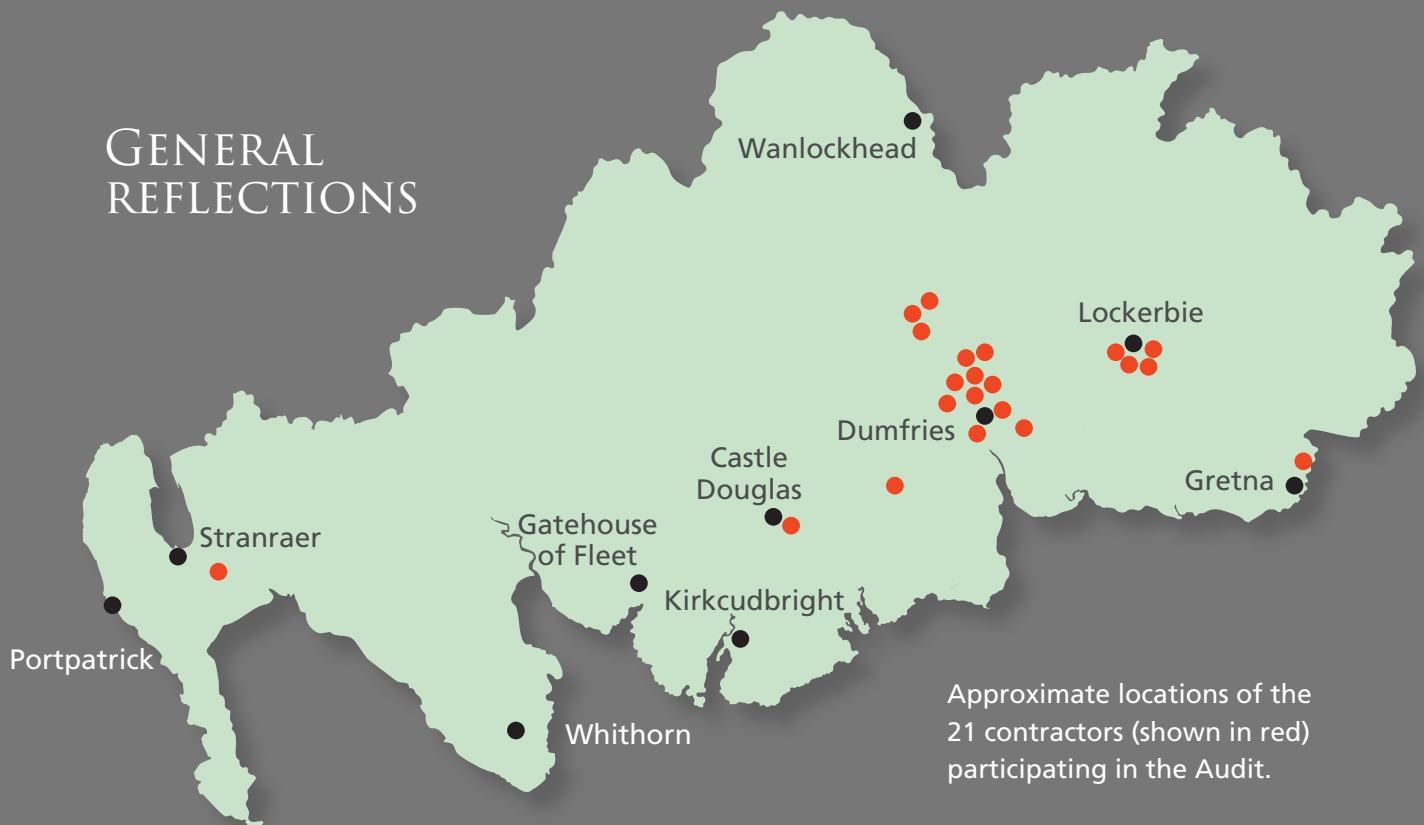 GENERAL
REFLECTIONS
Wanlockhead
Lockerbie
Dumfries
Castle
Douglas
Gretna
Stranraer
Gatehouse
of Fleet
Kirkcudbright
Portpatrick
Whithorn
Approximate locations of the
21 contractors (shown in red)
participating in the Audit.